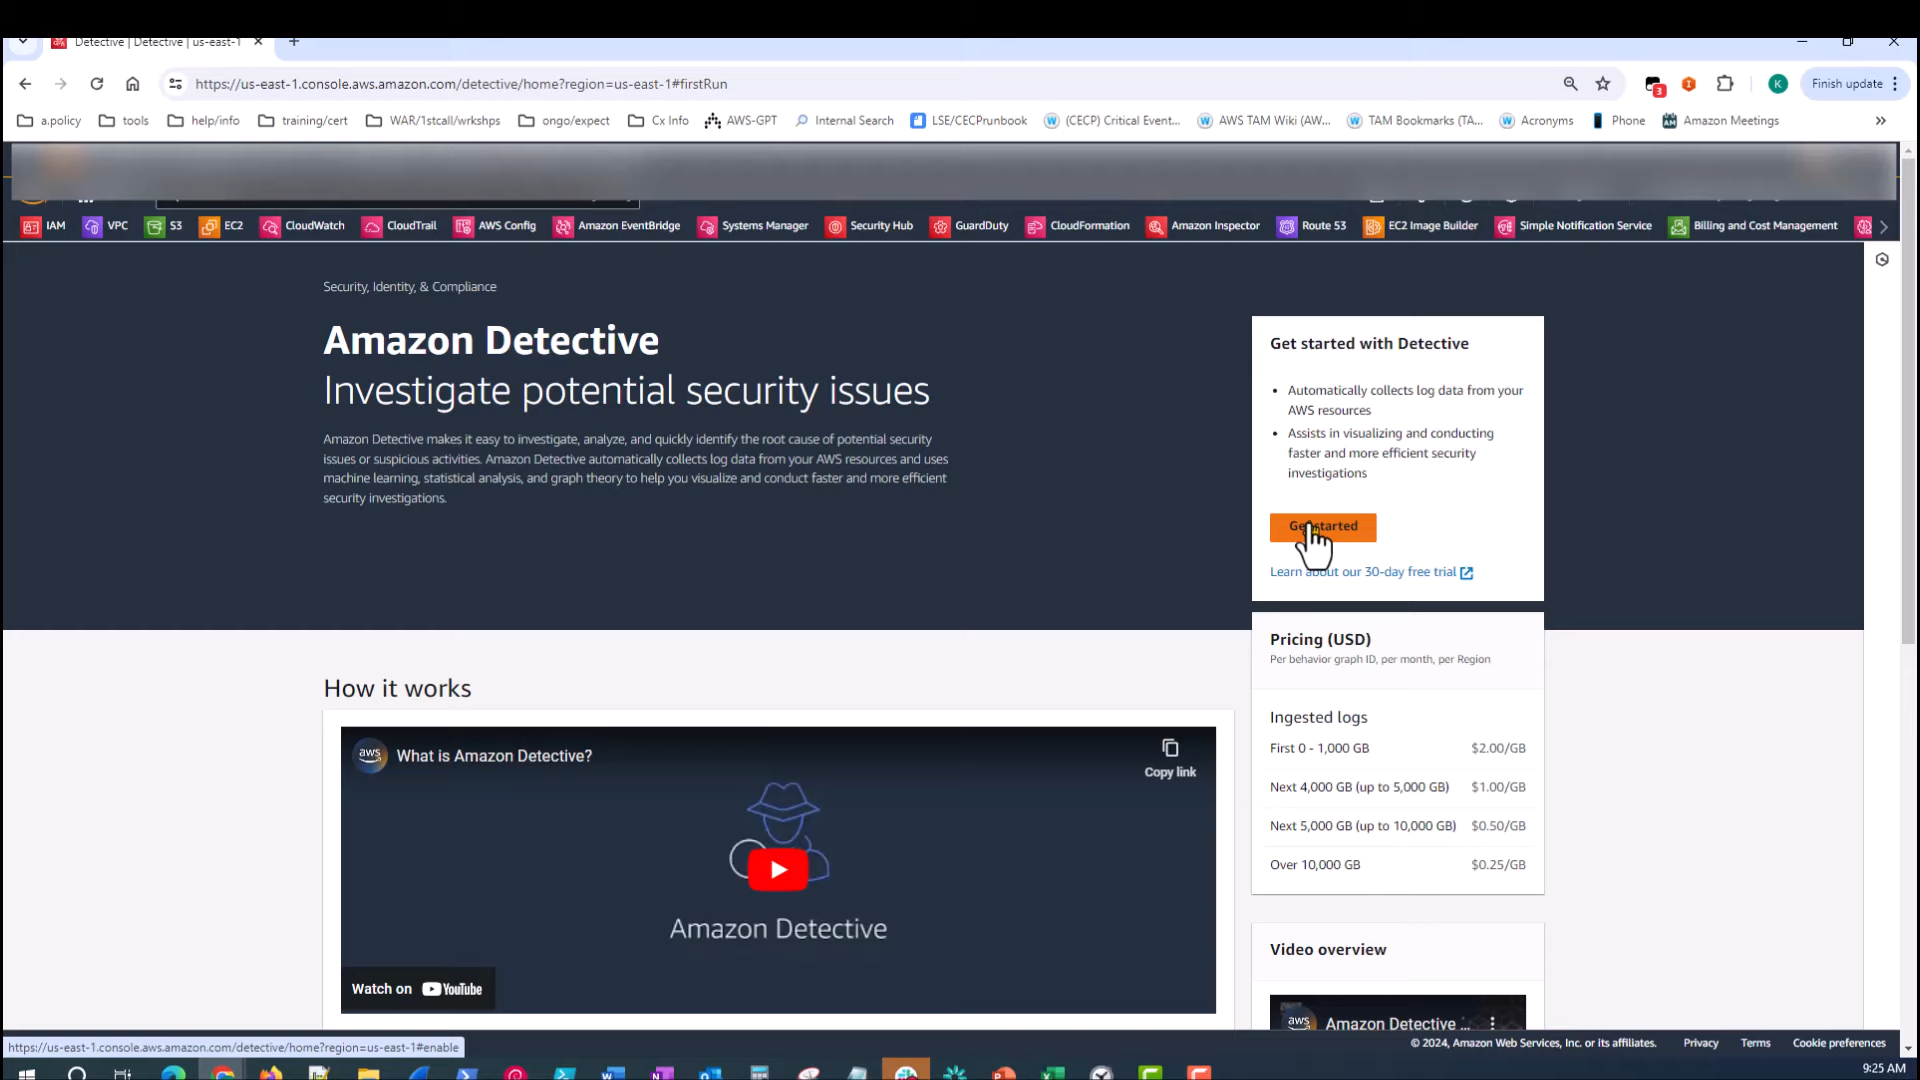 Detective | Detective | us-east-1
https://us-east-1.console.aws.amazon.com/detective/home?region=us-east-1#firstRun
3
K
Finish update
a.policy
tools
help/info
training/cert
WAR/1stcall/wrkshps
ongo/expect
Cx Info
AWS-GPT
Internal Search
LSE/CECPrunbook
(CECP) Critical Event...
AWS TAM Wiki (AW...
TAM Bookmarks (TA...
Acronyms
Phone
Amazon Meetings
IAM
VPC
S3
EC2
CloudWatch
CloudTrail
AWS Config
Amazon EventBridge
Systems Manager
Security Hub
GuardDuty
CloudFormation
Amazon Inspector
Route 53
EC2 Image Builder
Simple Notification Service
Billing and Cost Management
Security, Identity, & Compliance
Amazon Detective
Investigate potential security issues
Amazon Detective makes it easy to investigate, analyze, and quickly identify the root cause of potential security
issues or suspicious activities. Amazon Detective automatically collects log data from your AWS resources and uses
machine learning, statistical analysis, and graph theory to help you visualize and conduct faster and more efficient
security investigations.
Get started with Detective
• Automatically collects log data from your
AWS resources
• Assists in visualizing and conducting
faster and more efficient security
investigations
Get started
Learn about our 30-day free trial
Pricing (USD)
Per behavior graph ID, per month, per Region
Ingested logs
First 0 - 1,000 GB $2.00/GB
Next 4,000 GB (up to 5,000 GB) $1.00/GB
Next 5,000 GB (up to 10,000 GB) $0.50/GB
Over 10,000 GB $0.25/GB
How it works
aws
What is Amazon Detective?
Copy link
Amazon Detective
Watch on YouTube
Video overview
aws
Amazon Detective ...
https://us-east-1.console.aws.amazon.com/detective/home?region=us-east-1#enable
© 2024, Amazon Web Services, Inc. or its affiliates.
Privacy
Terms
Cookie preferences
9:25 AM